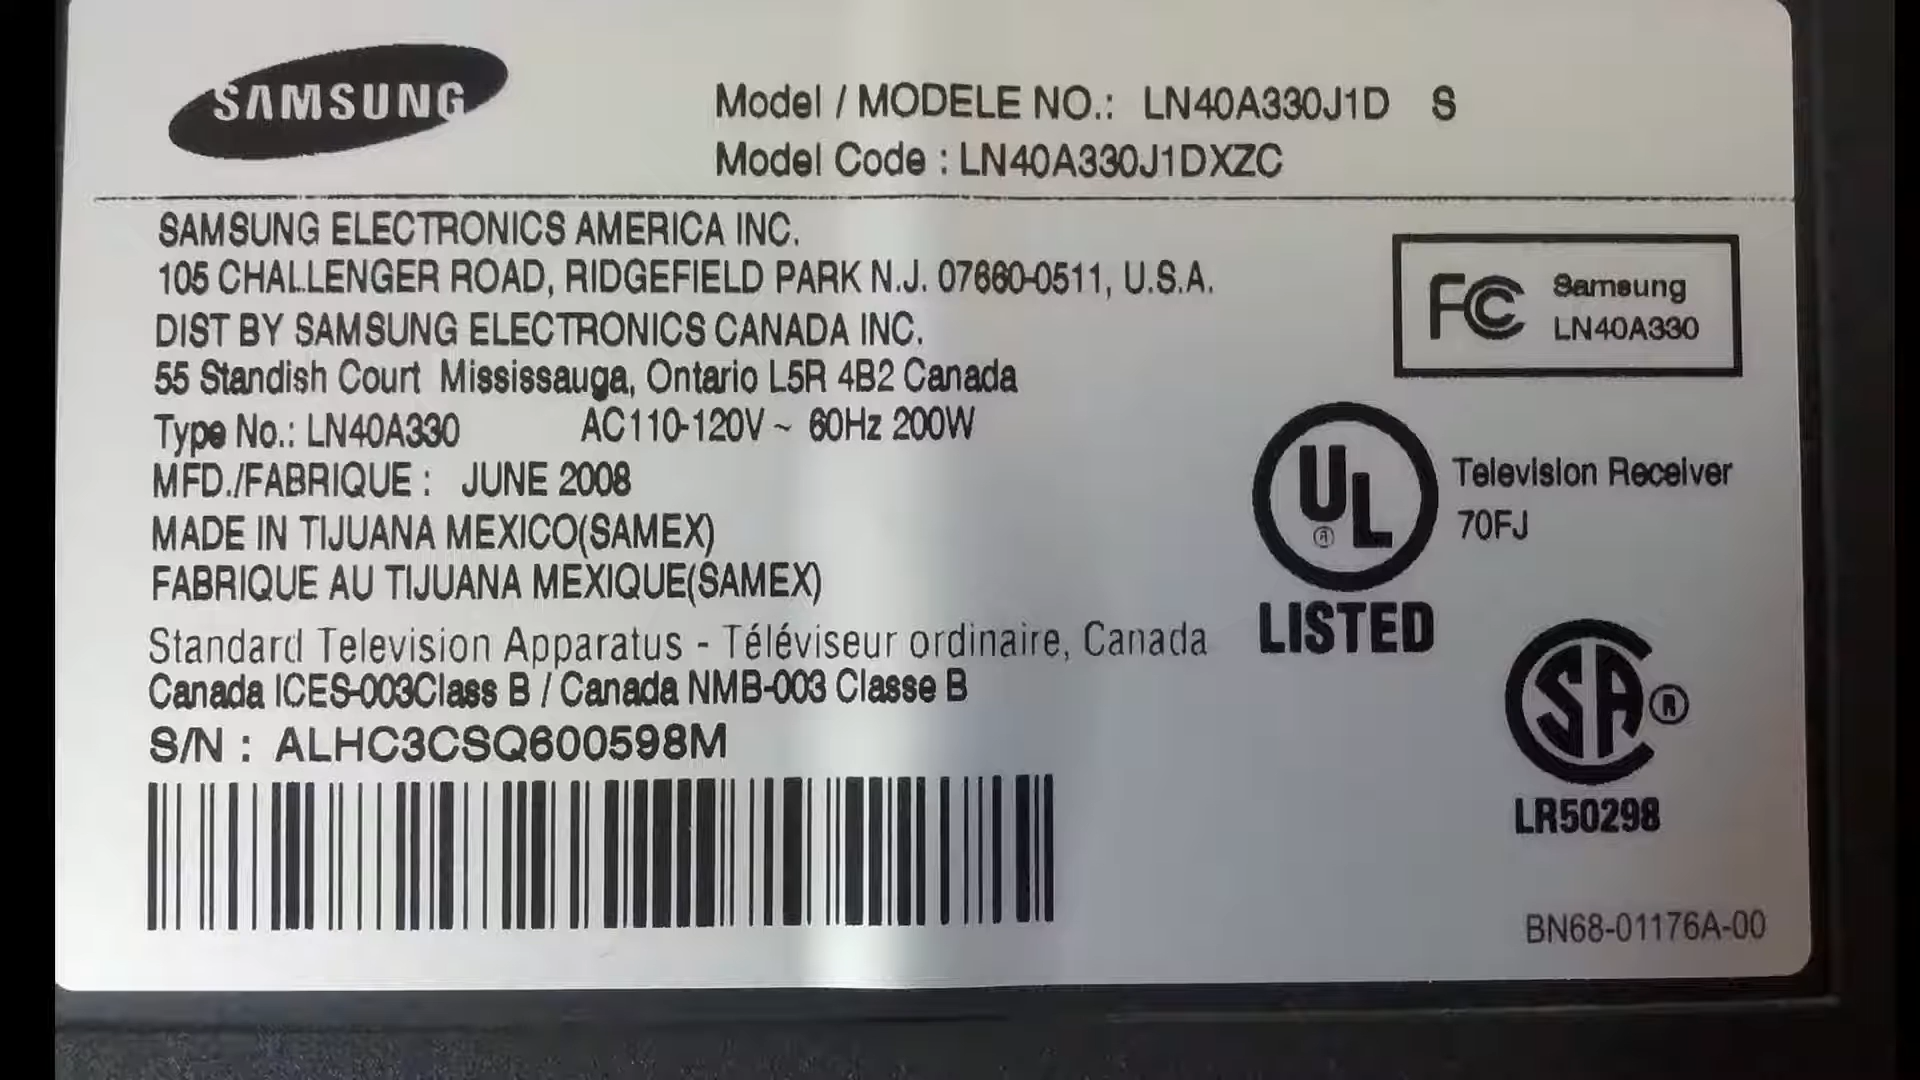 SAMSUNG
Model / MODELE NO.: LN40A330J1D S
Model Code : LN40A330J1DXZC
SAMSUNG ELECTRONICS AMERICA INC.
105 CHALLENGER ROAD, RIDGEFIELD PARK N.J. 07660-0511, U.S.A.
DIST BY SAMSUNG ELECTRONICS CANADA INC.
55 Standish Court Mississauga, Ontario L5R 4B2 Canada
Type No.: LN40A330 AC110-120V ~ 60Hz 200W
MFD./FABRIQUE : JUNE 2008
MADE IN TIJUANA MEXICO(SAMEX)
FABRIQUE AU TIJUANA MEXIQUE(SAMEX)
Standard Television Apparatus - Téléviseur ordinaire, Canada
Canada ICES-003Class B / Canada NMB-003 Classe B
S/N : ALHC3CSQ600598M
FC Samsung
LN40A330
UL ® Television Receiver
70FJ
LISTED
SA ®
LR50298
BN68-01176A-00